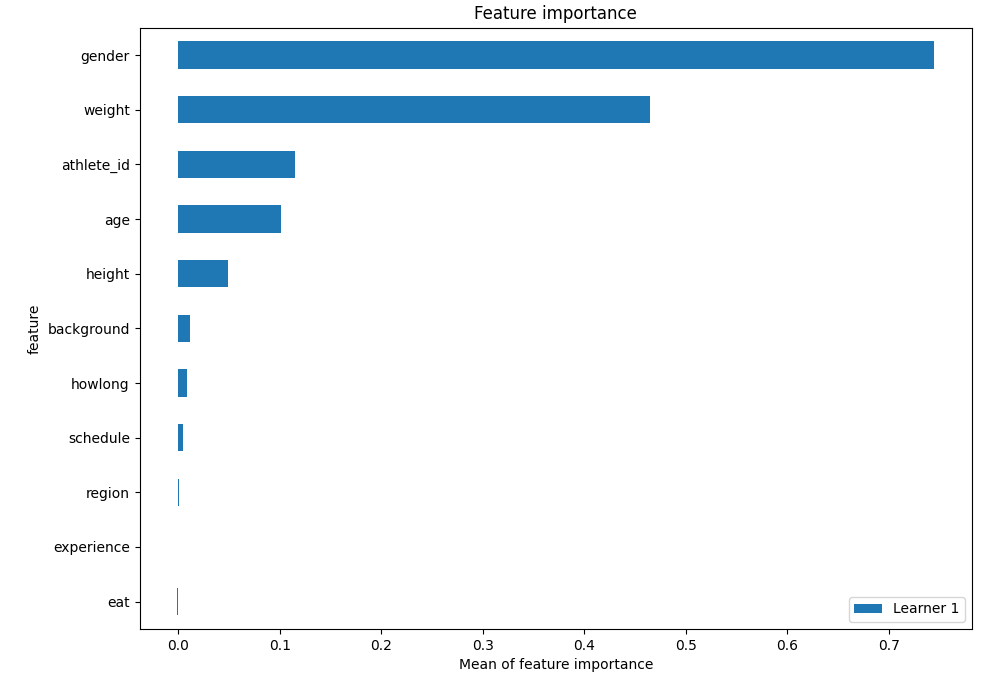 Feature importance
gender
weight
athlete_id
age
height
background
howlong
schedule
region
experience
eat
feature
0.0 0.1 0.2 0.3 0.4 0.5 0.6 0.7
Mean of feature importance
Learner 1